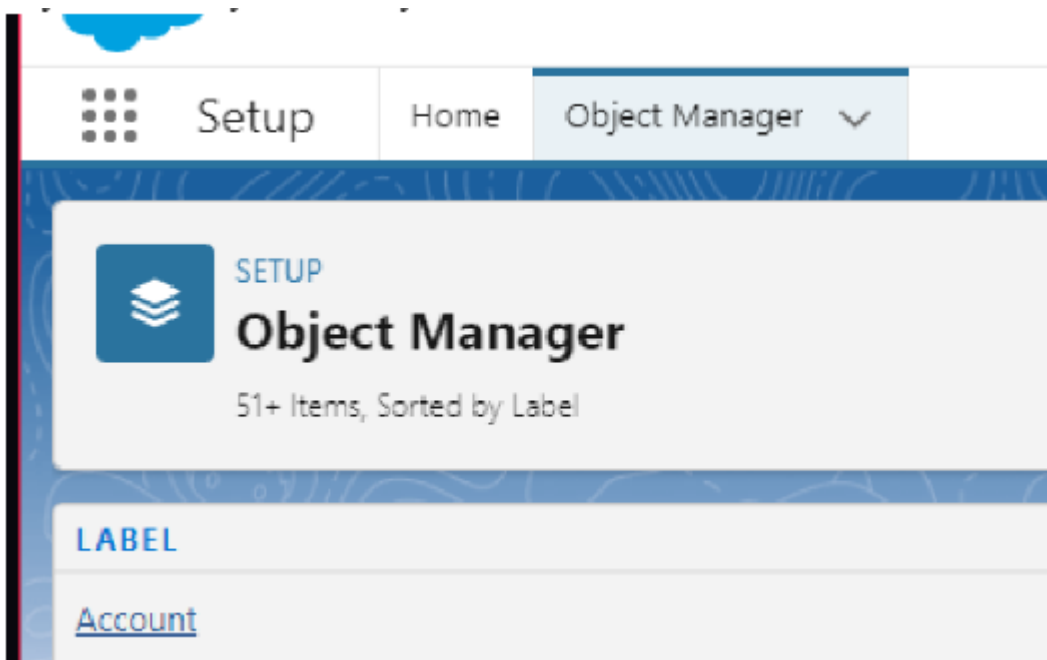 Setup Home Object Manager
SETUP
Object Manager
51+ Items, Sorted by Label
LABEL
Account